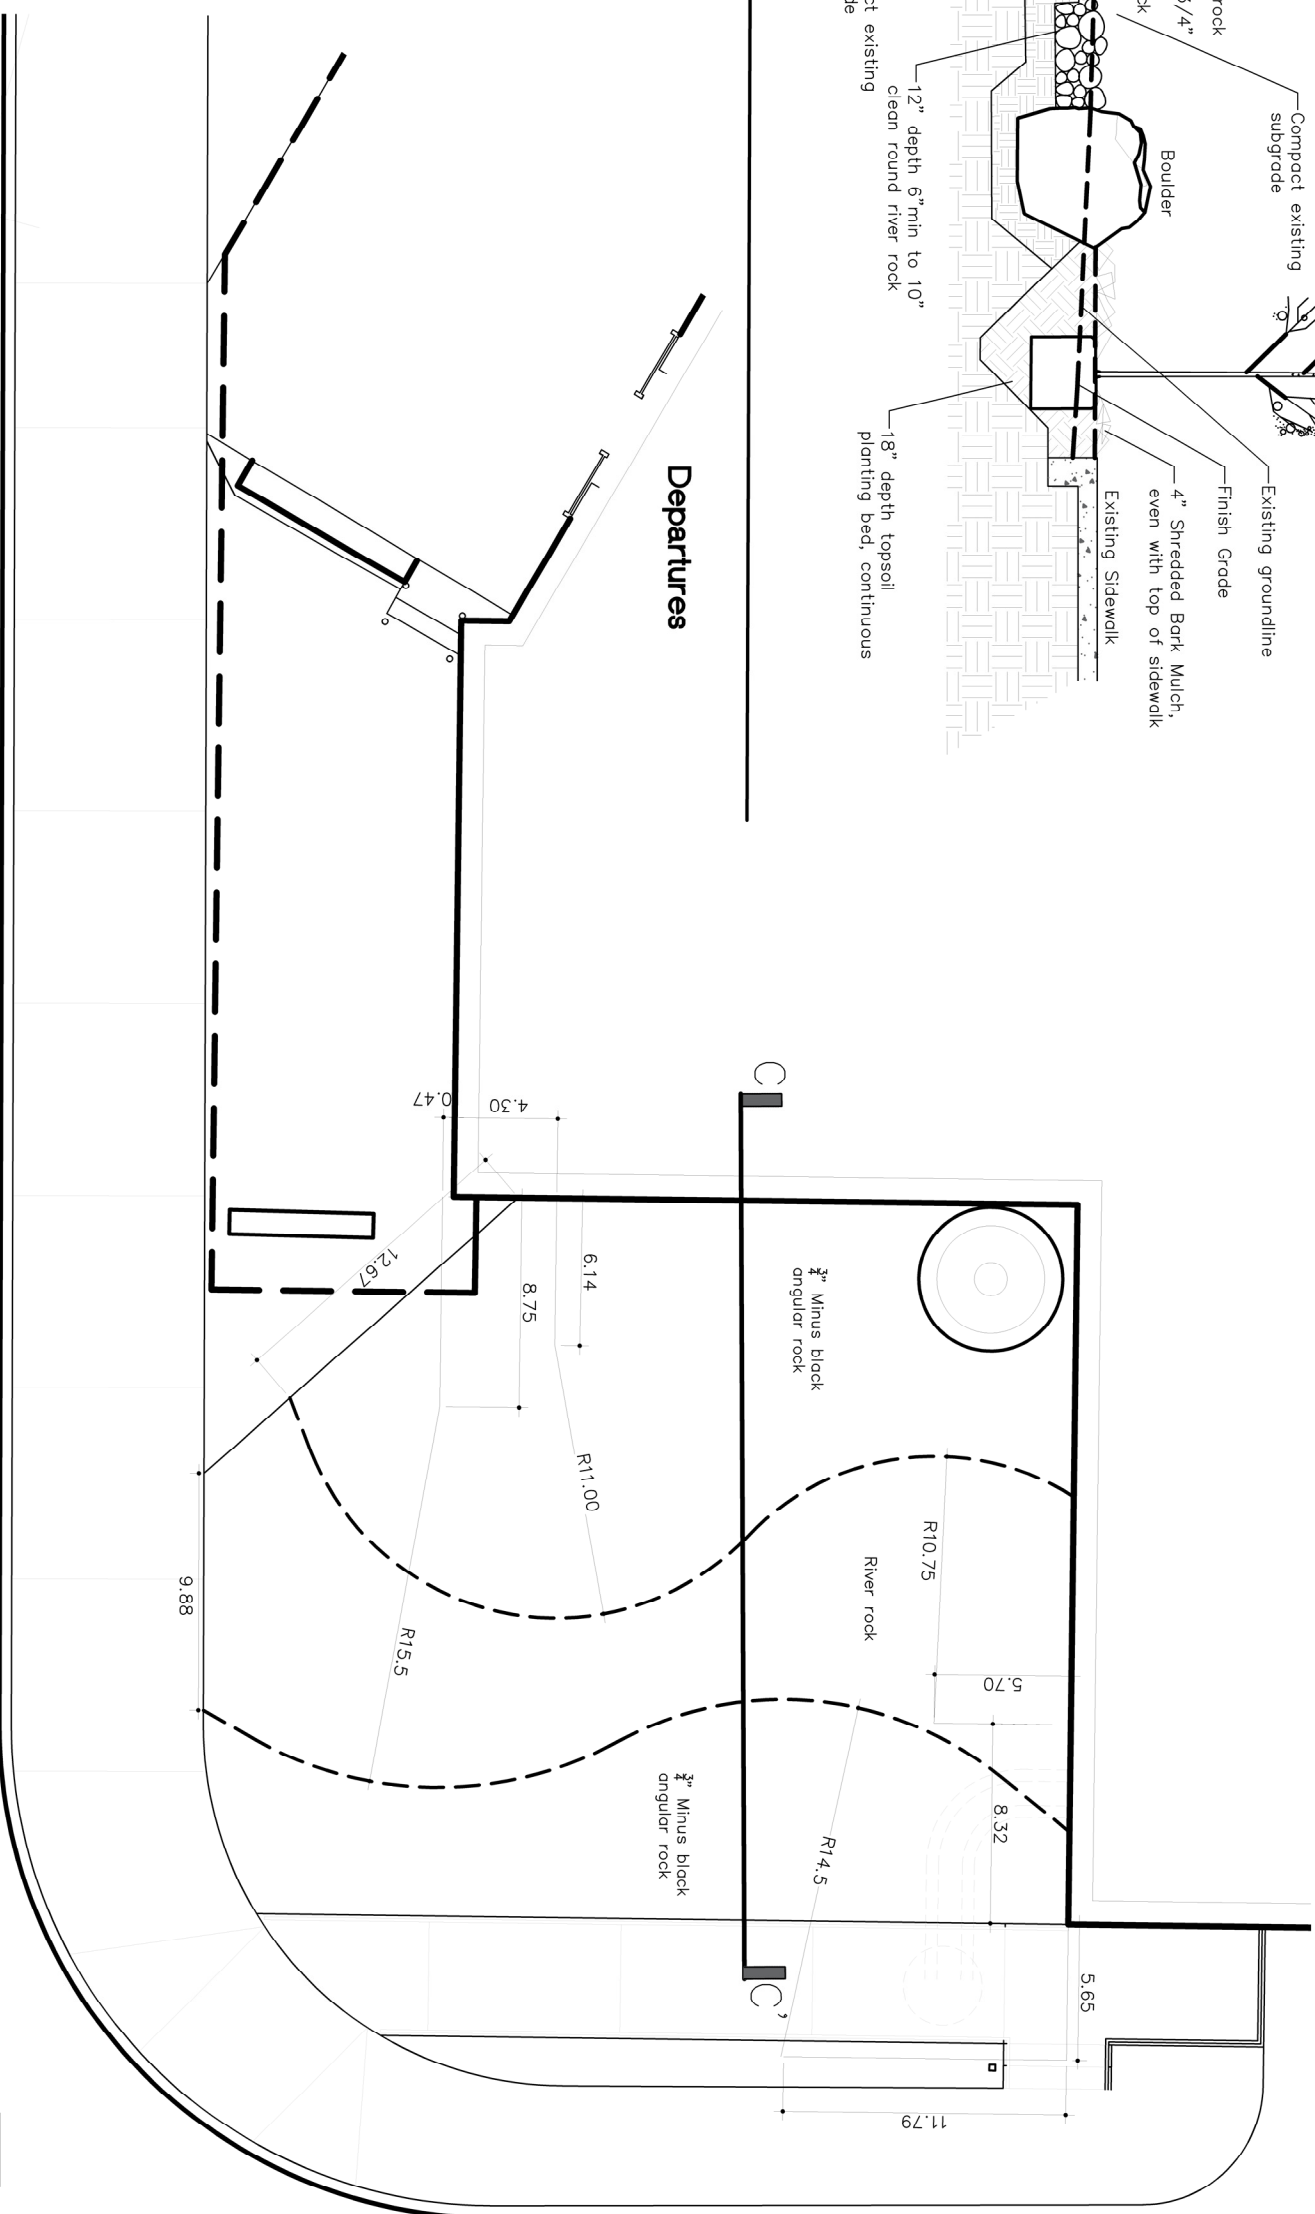 rock
3/4"
ck
Compact existing
subgrade
Boulder
ct existing
de
12" depth 6"min to 10"
clean round river rock
18" depth topsoil
planting bed, continuous
Existing groundline
Finish Grade
4" Shredded Bark Mulch,
even with top of sidewalk
Existing Sidewalk
Departures
C
0.47
4.30
12.67
8.75
6.14
3/4" Minus black
angular rock
R11.00
R10.75
River rock
9.88
R15.5
5.70
8.32
3/4" Minus black
angular rock
R14.5
C'
5.65
11.79